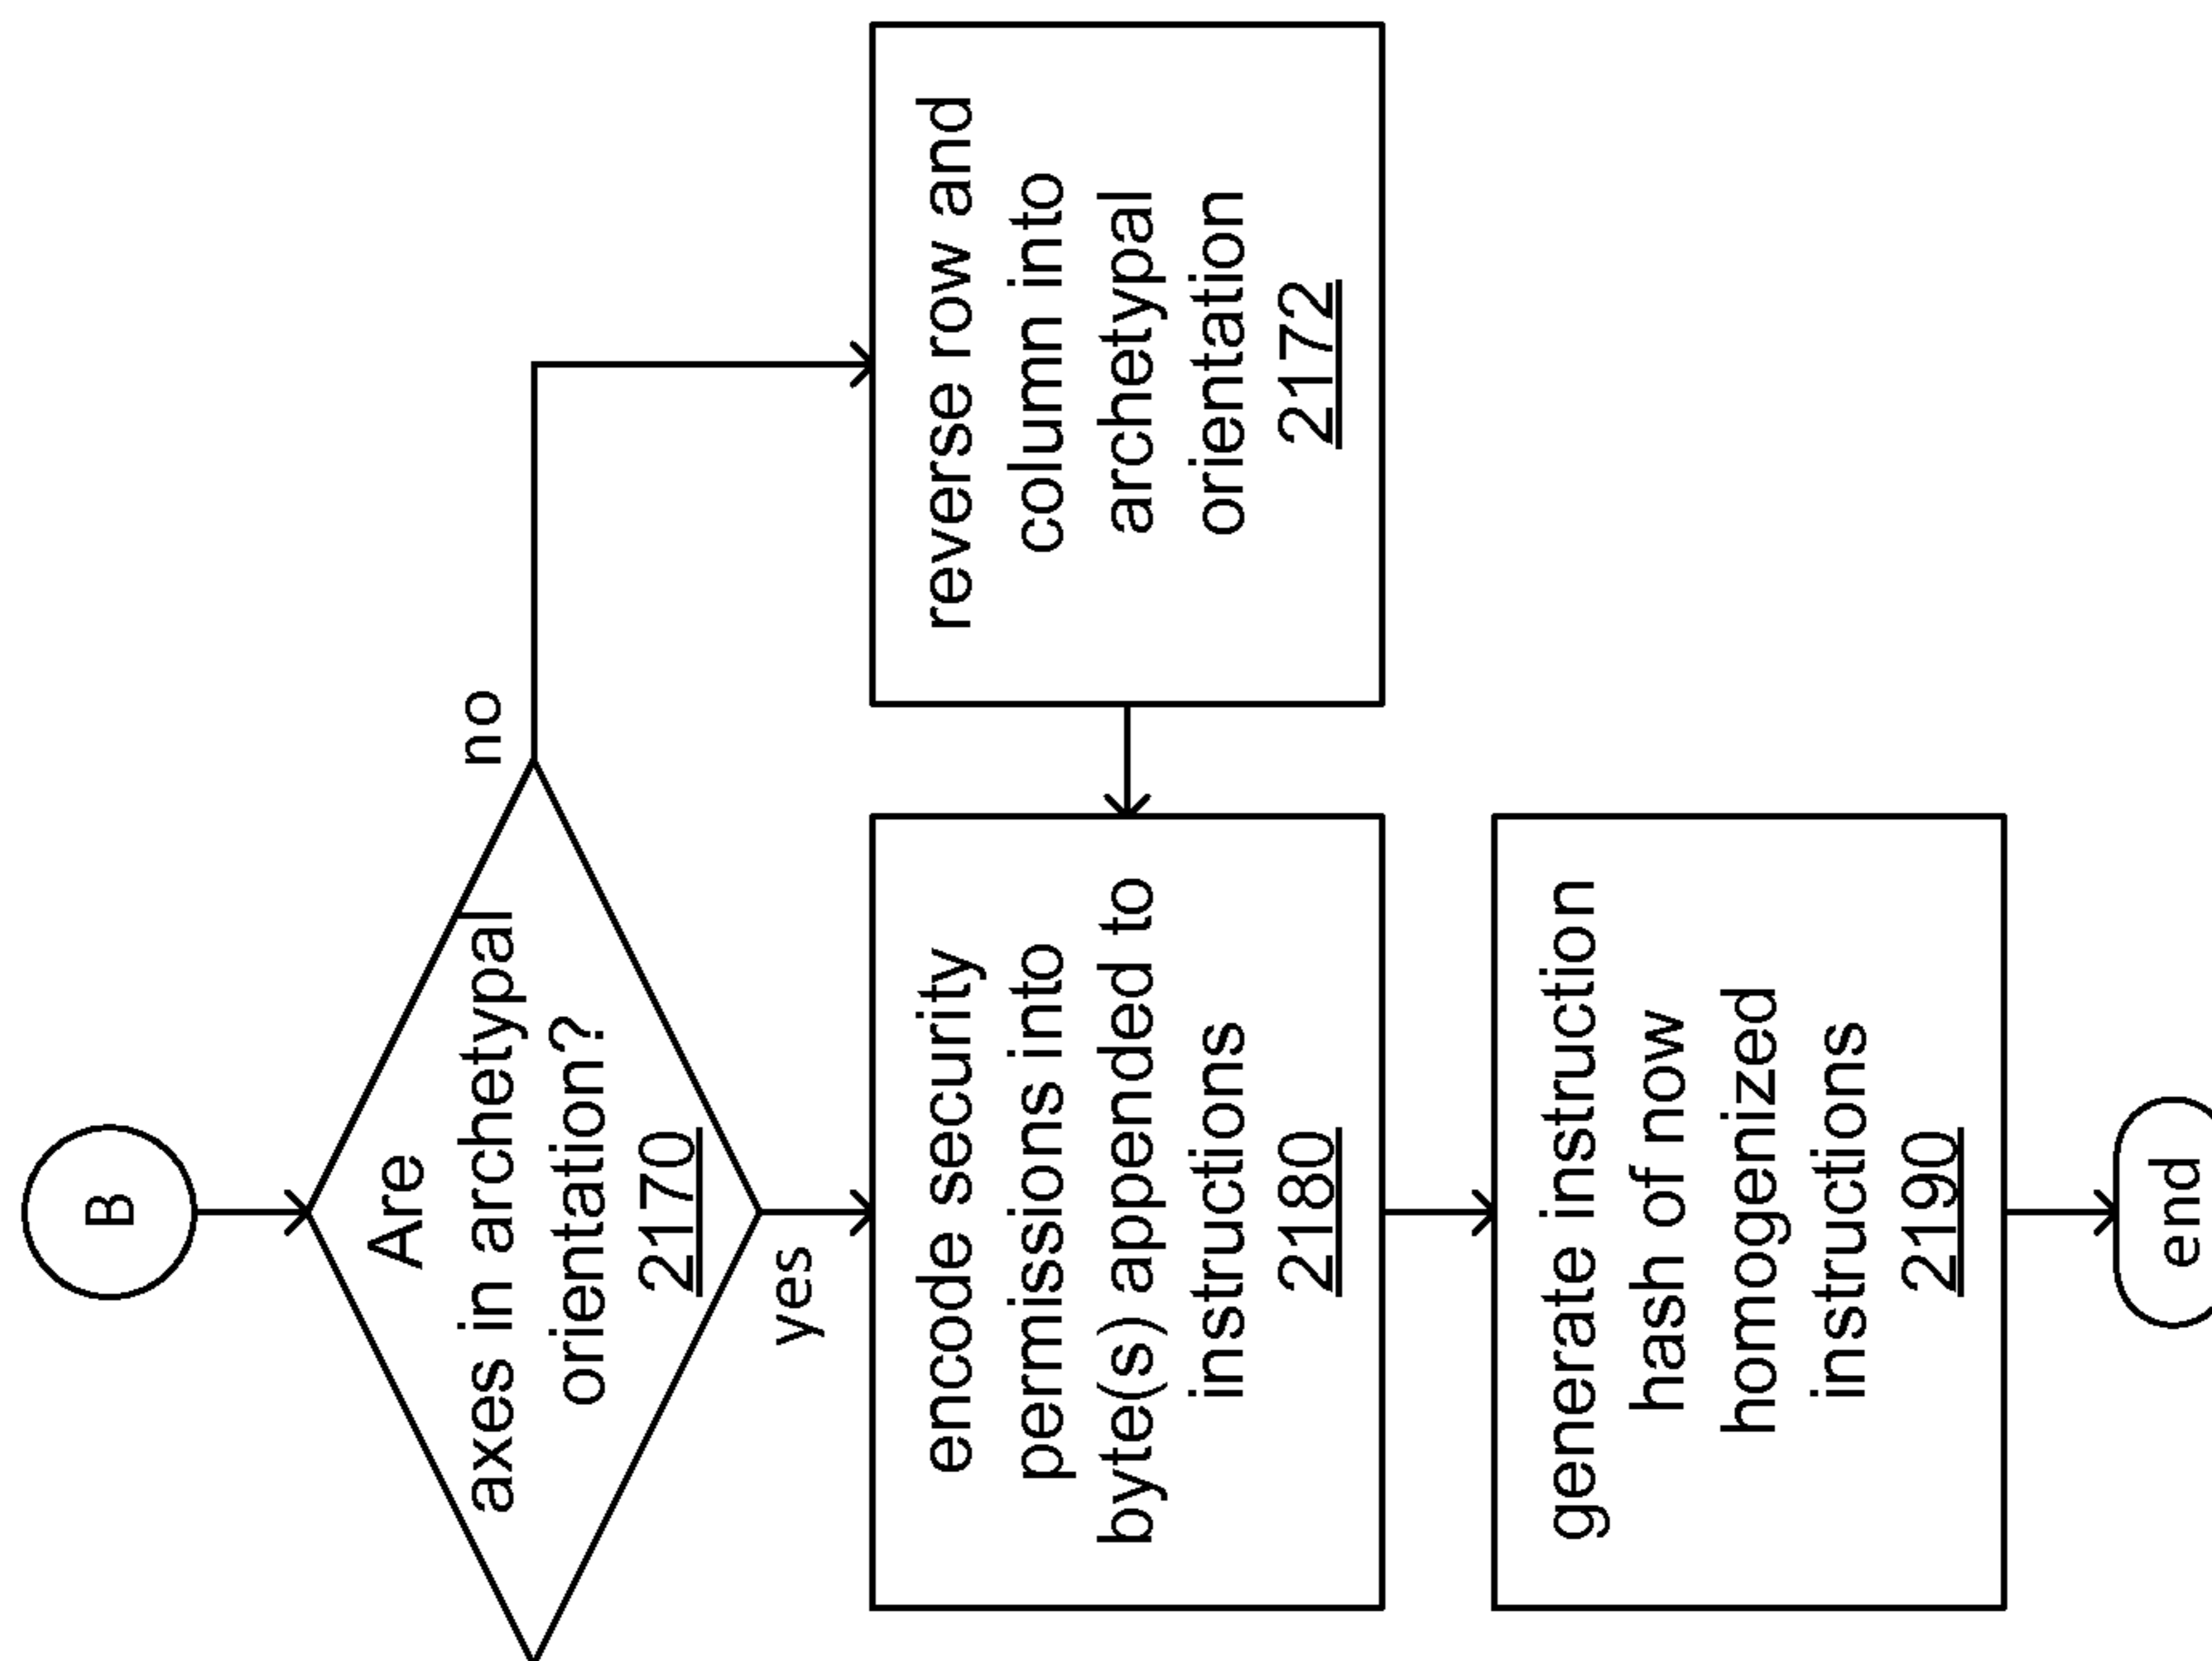 B
Are
axes in archetypal
orientation?
2170
no
yes
reverse row and
column into
archetypal
orientation
2172
encode security
permissions into
byte(s) appended to
instructions
2180
generate instruction
hash of now
homogenized
instructions
2190
end